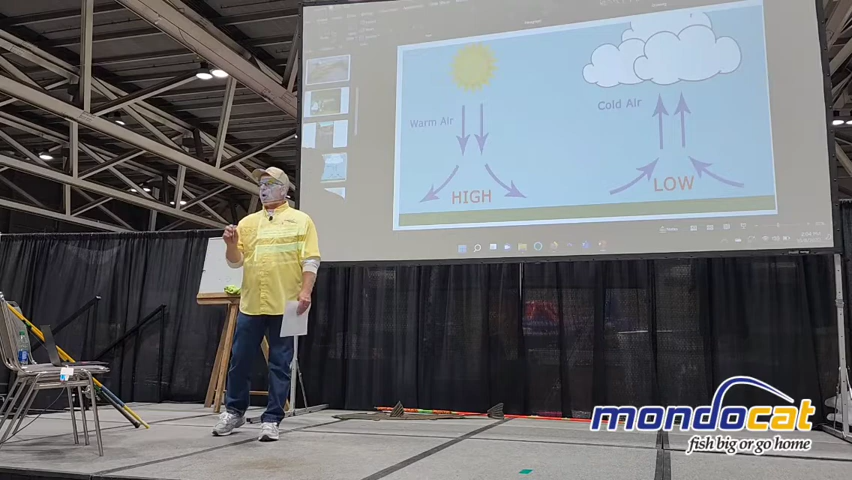 Warm Air
Cold Air
HIGH
LOW
mondocat
fish big or go home